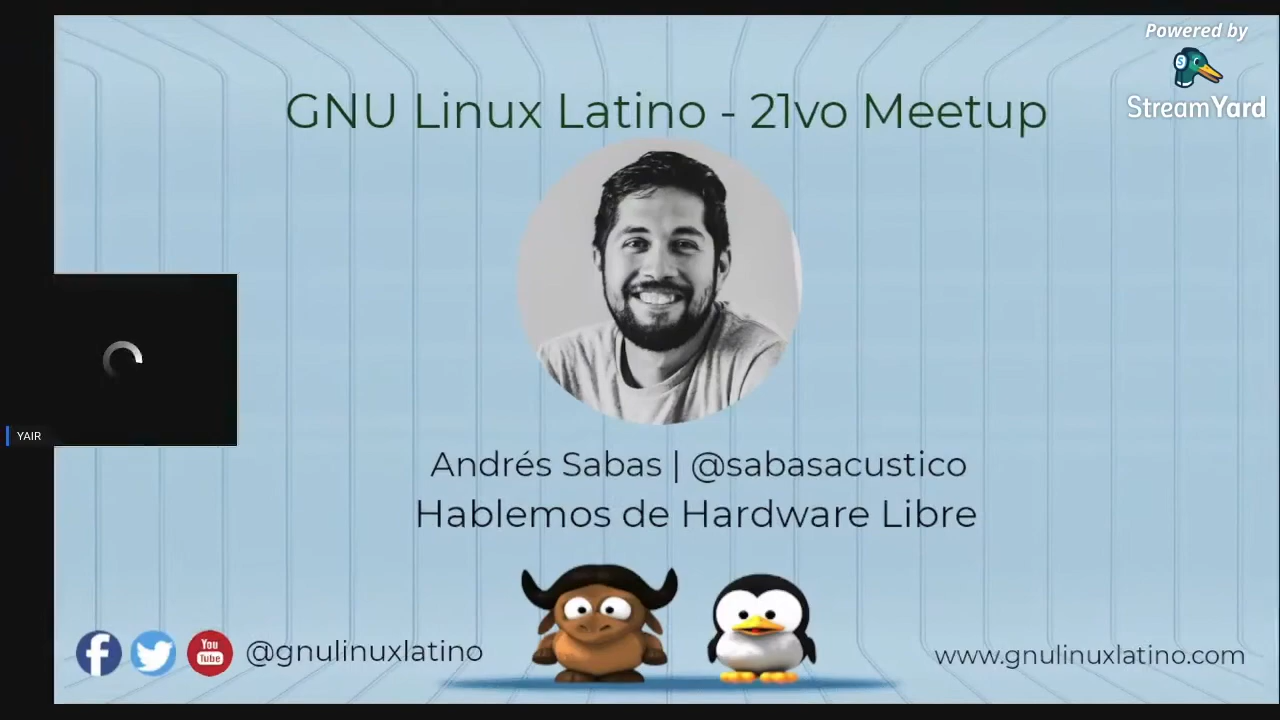 Powered by
StreamYard
GNU Linux Latino - 21vo Meetup
YAIR
Andrés Sabas | @sabasacustico
Hablemos de Hardware Libre
You
Tube
@gnulinuxlatino
www.gnulinuxlatino.com